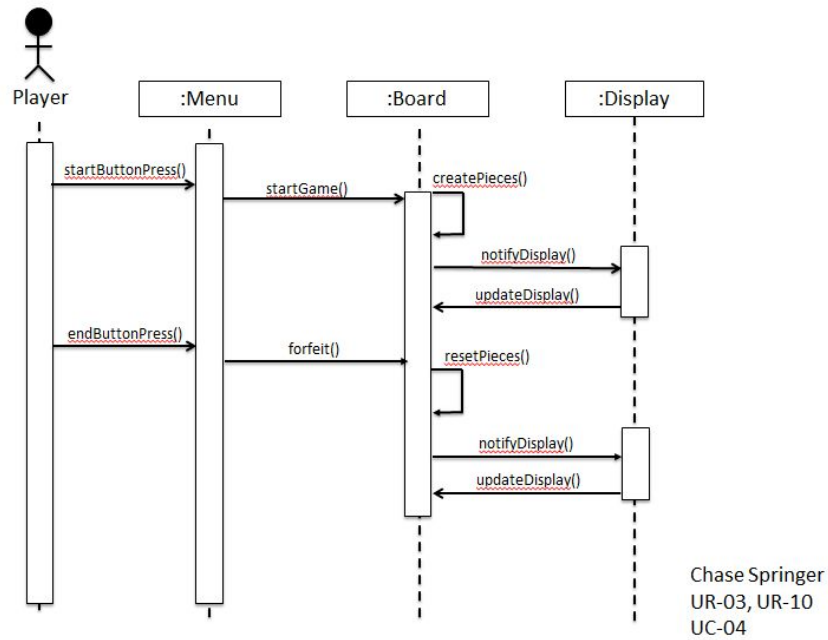 Player
:Menu
:Board
:Display
startButtonPress()
createPieces()
startGame()
notifyDisplay()
updateDisplay()
endButtonPress()
forfeit()
resetPieces()
notifyDisplay()
updateDisplay()
Chase Springer
UR-03, UR-10
UC-04